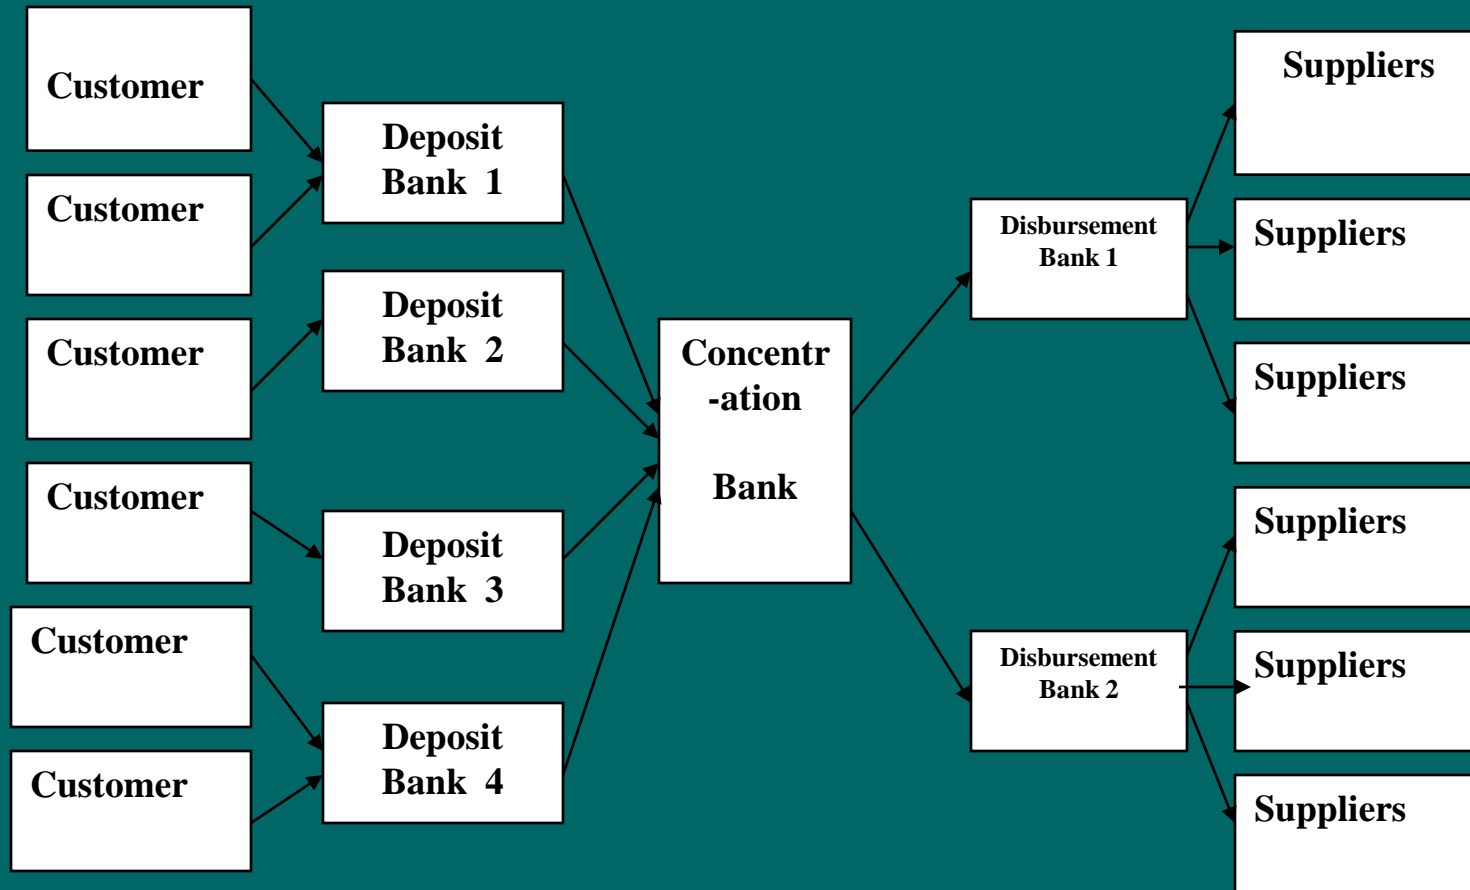 Customer
Customer
Customer
Customer
Customer
Customer
Deposit
Bank 1
Deposit
Bank 2
Deposit
Bank 3
Deposit
Bank 4
Concentr
-ation
Bank
Disbursement
Bank 1
Disbursement
Bank 2
Suppliers
Suppliers
Suppliers
Suppliers
Suppliers
Suppliers